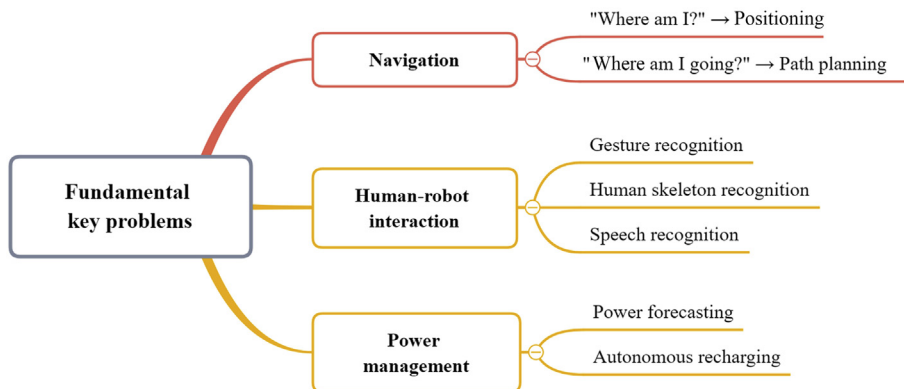 Fundamental
key problems
Navigation
"Where am I?" → Positioning
"Where am I going?" → Path planning
Human-robot
interaction
Gesture recognition
Human skeleton recognition
Speech recognition
Power
management
Power forecasting
Autonomous recharging